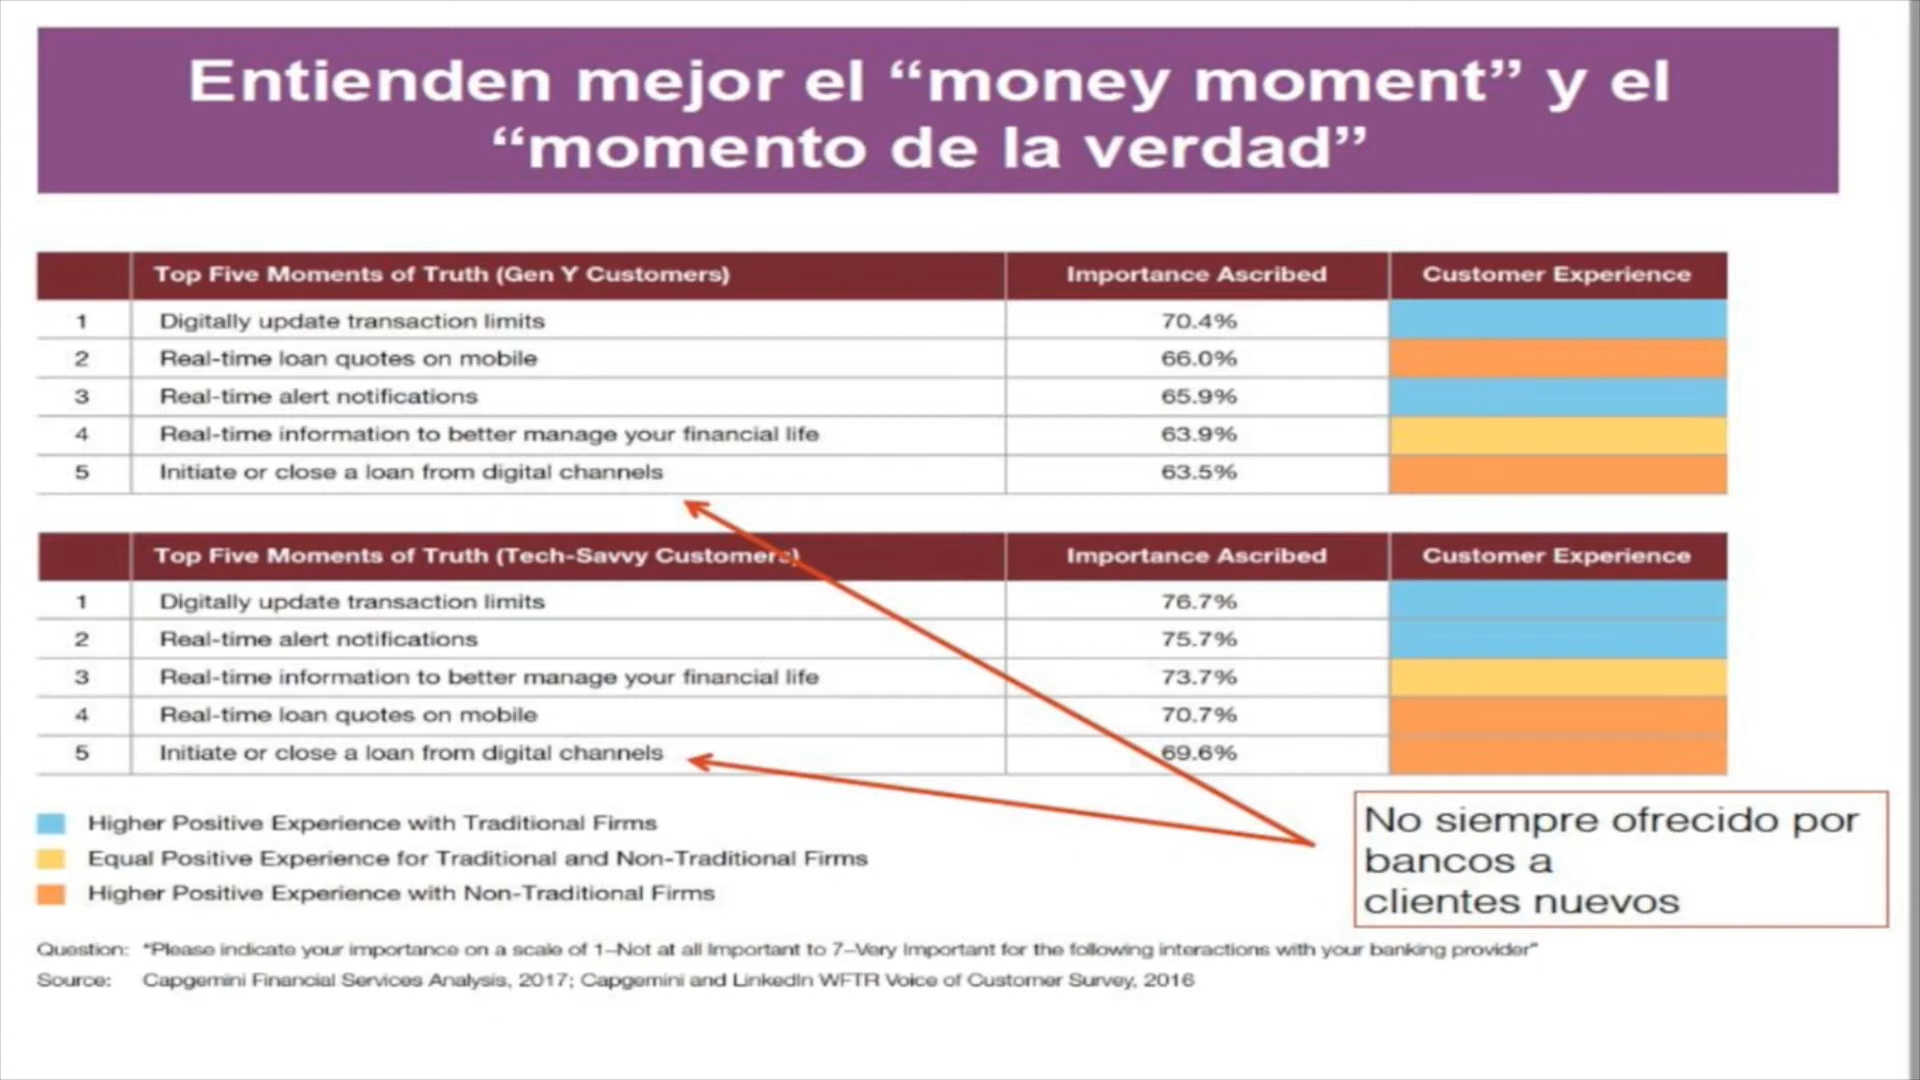 Entienden mejor el “money moment” y el
“momento de la verdad”
Top Five Moments of Truth (Gen Y Customers) Importance Ascribed Customer Experience
1 Digitally update transaction limits 70.4%
2 Real-time loan quotes on mobile 66.0%
3 Real-time alert notifications 65.9%
4 Real-time information to better manage your financial life 63.9%
5 Initiate or close a loan from digital channels 63.5%
Top Five Moments of Truth (Tech-Savvy Customers) Importance Ascribed Customer Experience
1 Digitally update transaction limits 76.7%
2 Real-time alert notifications 75.7%
3 Real-time information to better manage your financial life 73.7%
4 Real-time loan quotes on mobile 70.7%
5 Initiate or close a loan from digital channels 69.6%
Higher Positive Experience with Traditional Firms
Equal Positive Experience for Traditional and Non-Traditional Firms
Higher Positive Experience with Non-Traditional Firms
No siempre ofrecido por
bancos a
clientes nuevos
Question: “Please indicate your importance on a scale of 1–Not at all Important to 7–Very Important for the following interactions with your banking provider”
Source: Capgemini Financial Services Analysis, 2017; Capgemini and LinkedIn WFTR Voice of Customer Survey, 2016